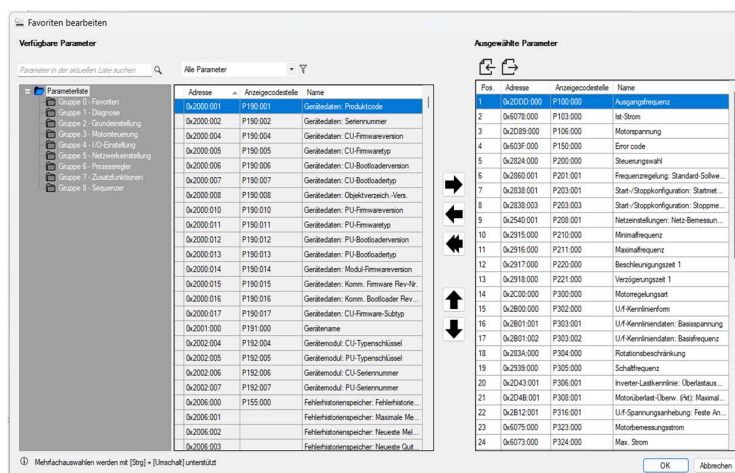 Favoriten bearbeiten
Verfügbare Parameter
Parameter in der aktuellen Liste suchen
Alle Parameter
Parameterliste
Gruppe 0 - Favoriten
Gruppe 1 - Diagnose
Gruppe 2 - Grundeinstellung
Gruppe 3 - Motorsteuerung
Gruppe 4 - I/O-Einstellung
Gruppe 5 - Netzwerkeinstellung
Gruppe 6 - Prozessregler
Gruppe 7 - Zusatzfunktionen
Gruppe 8 - Sequenzer
Adresse Anzeigecodestelle Name
0x2000:001 P190:001 Gerätedaten: Produktcode
0x2000:002 P190:002 Gerätedaten: Seriennummer
0x2000:004 P190:004 Gerätedaten: CU-Firmwareversion
0x2000:005 P190:005 Gerätedaten: CU-Firmwaretyp
0x2000:006 P190:006 Gerätedaten: CU-Bootloaderversion
0x2000:007 P190:007 Gerätedaten: CU-Bootloadertyp
0x2000:008 P190:008 Gerätedaten: Objektverzeich.-Vers.
0x2000:010 P190:010 Gerätedaten: PU-Firmwareversion
0x2000:011 P190:011 Gerätedaten: PU-Firmwaretyp
0x2000:012 P190:012 Gerätedaten: PU-Bootloaderversion
0x2000:013 P190:013 Gerätedaten: PU-Bootloadertyp
0x2000:014 P190:014 Gerätedaten: Modul-Firmwareversion
0x2000:015 P190:015 Gerätedaten: Komm. Firmware Rev-Nr.
0x2000:016 P190:016 Gerätedaten: Komm. Bootloader Rev...
0x2000:017 P190:017 Gerätedaten: CU-Firmware-Subtyp
0x2001:000 P191:000 Gerätename
0x2002:004 P192:004 Gerätemodul: CU-Typenschlüssel
0x2002:005 P192:005 Gerätemodul: PU-Typenschlüssel
0x2002:006 P192:006 Gerätemodul: CU-Seriennummer
0x2002:007 P192:007 Gerätemodul: PU-Seriennummer
0x2006:000 P155:000 Fehlerhistorienspeicher: Fehlerhistorie...
0x2006:001 Fehlerhistorienspeicher: Maximale Me...
0x2006:002 Fehlerhistorienspeicher: Neueste Mel...
0x2006:003 Fehlerhistorienspeicher: Neueste Quit...
Mehrfachauswahlen werden mit [Strg] + [Umschalt] unterstützt
Ausgewählte Parameter
Pos. Adresse Anzeigecodestelle Name
1 0x2DDD:000 P100:000 Ausgangsfrequenz
2 0x6078:000 P103:000 Ist-Strom
3 0x2D89:000 P106:000 Motorspannung
4 0x603F:000 P150:000 Error code
5 0x2824:000 P200:000 Steuerungswahl
6 0x2860:001 P201:001 Frequenzregelung: Standard-Sollwe...
7 0x2838:001 P203:001 Start-/Stoppkonfiguration: Startmet...
8 0x2838:003 P203:003 Start-/Stoppkonfiguration: Stoppme...
9 0x2540:001 P208:001 Netzeinstellungen: Netz-Bemessun...
10 0x2915:000 P210:000 Minimalfrequenz
11 0x2916:000 P211:000 Maximalfrequenz
12 0x2917:000 P220:000 Beschleunigungszeit 1
13 0x2918:000 P221:000 Verzögerungszeit 1
14 0x2C00:000 P300:000 Motorregelungsart
15 0x2B00:000 P302:000 U/f-Kennlinienform
16 0x2B01:001 P303:001 U/f-Kennliniendaten: Basisspannung
17 0x2B01:002 P303:002 U/f-Kennliniendaten: Basisfrequenz
18 0x283A:000 P304:000 Rotationsbeschränkung
19 0x2939:000 P305:000 Schaltfrequenz
20 0x2D43:001 P306:001 Inverter-Lastkennlinie: Überlastaus...
21 0x2D4B:001 P308:001 Motorüberlast-Überw. (i²t): Maximal...
22 0x2B12:001 P316:001 U/f-Spannungsanhebung: Feste An...
23 0x6075:000 P323:000 Motorbemessungsstrom
24 0x6073:000 P324:000 Max. Strom
OK Abbrechen